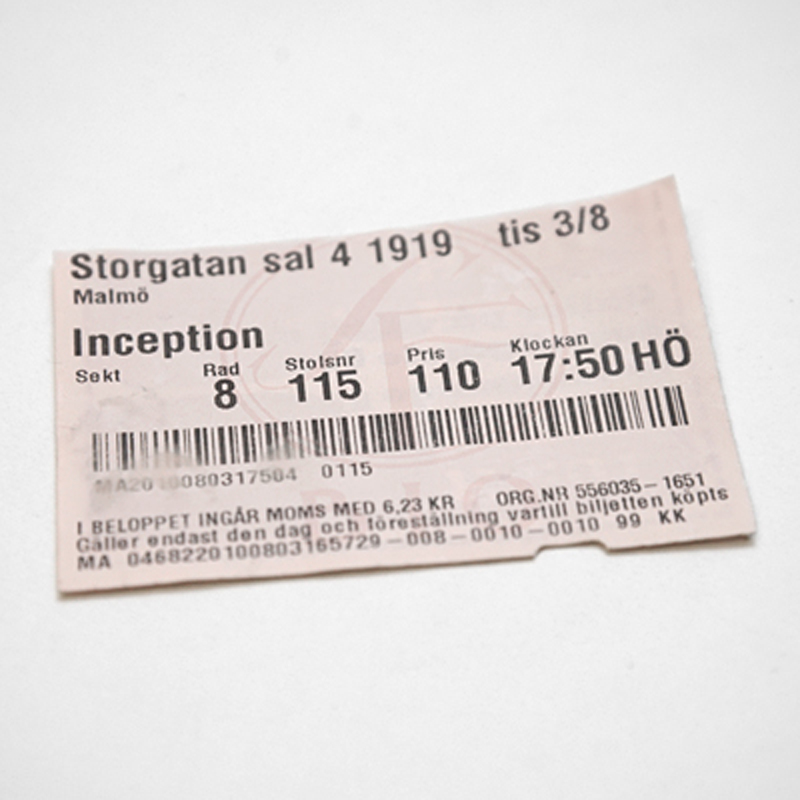 Storgatan sal 4 1919 tis 3/8
Malmö
Inception
Sekt Rad Stolsnr Pris Klockan
8 115 110 17:50 HÖ
MA2010080317504 0115
I BELOPPET INGÅR MOMS MED 6,23 KR ORG.NR 556035-1651
Gäller endast den dag och föreställning vartill biljetten köpts
MA 0468220100803165729-008-0010-0010 99 KK